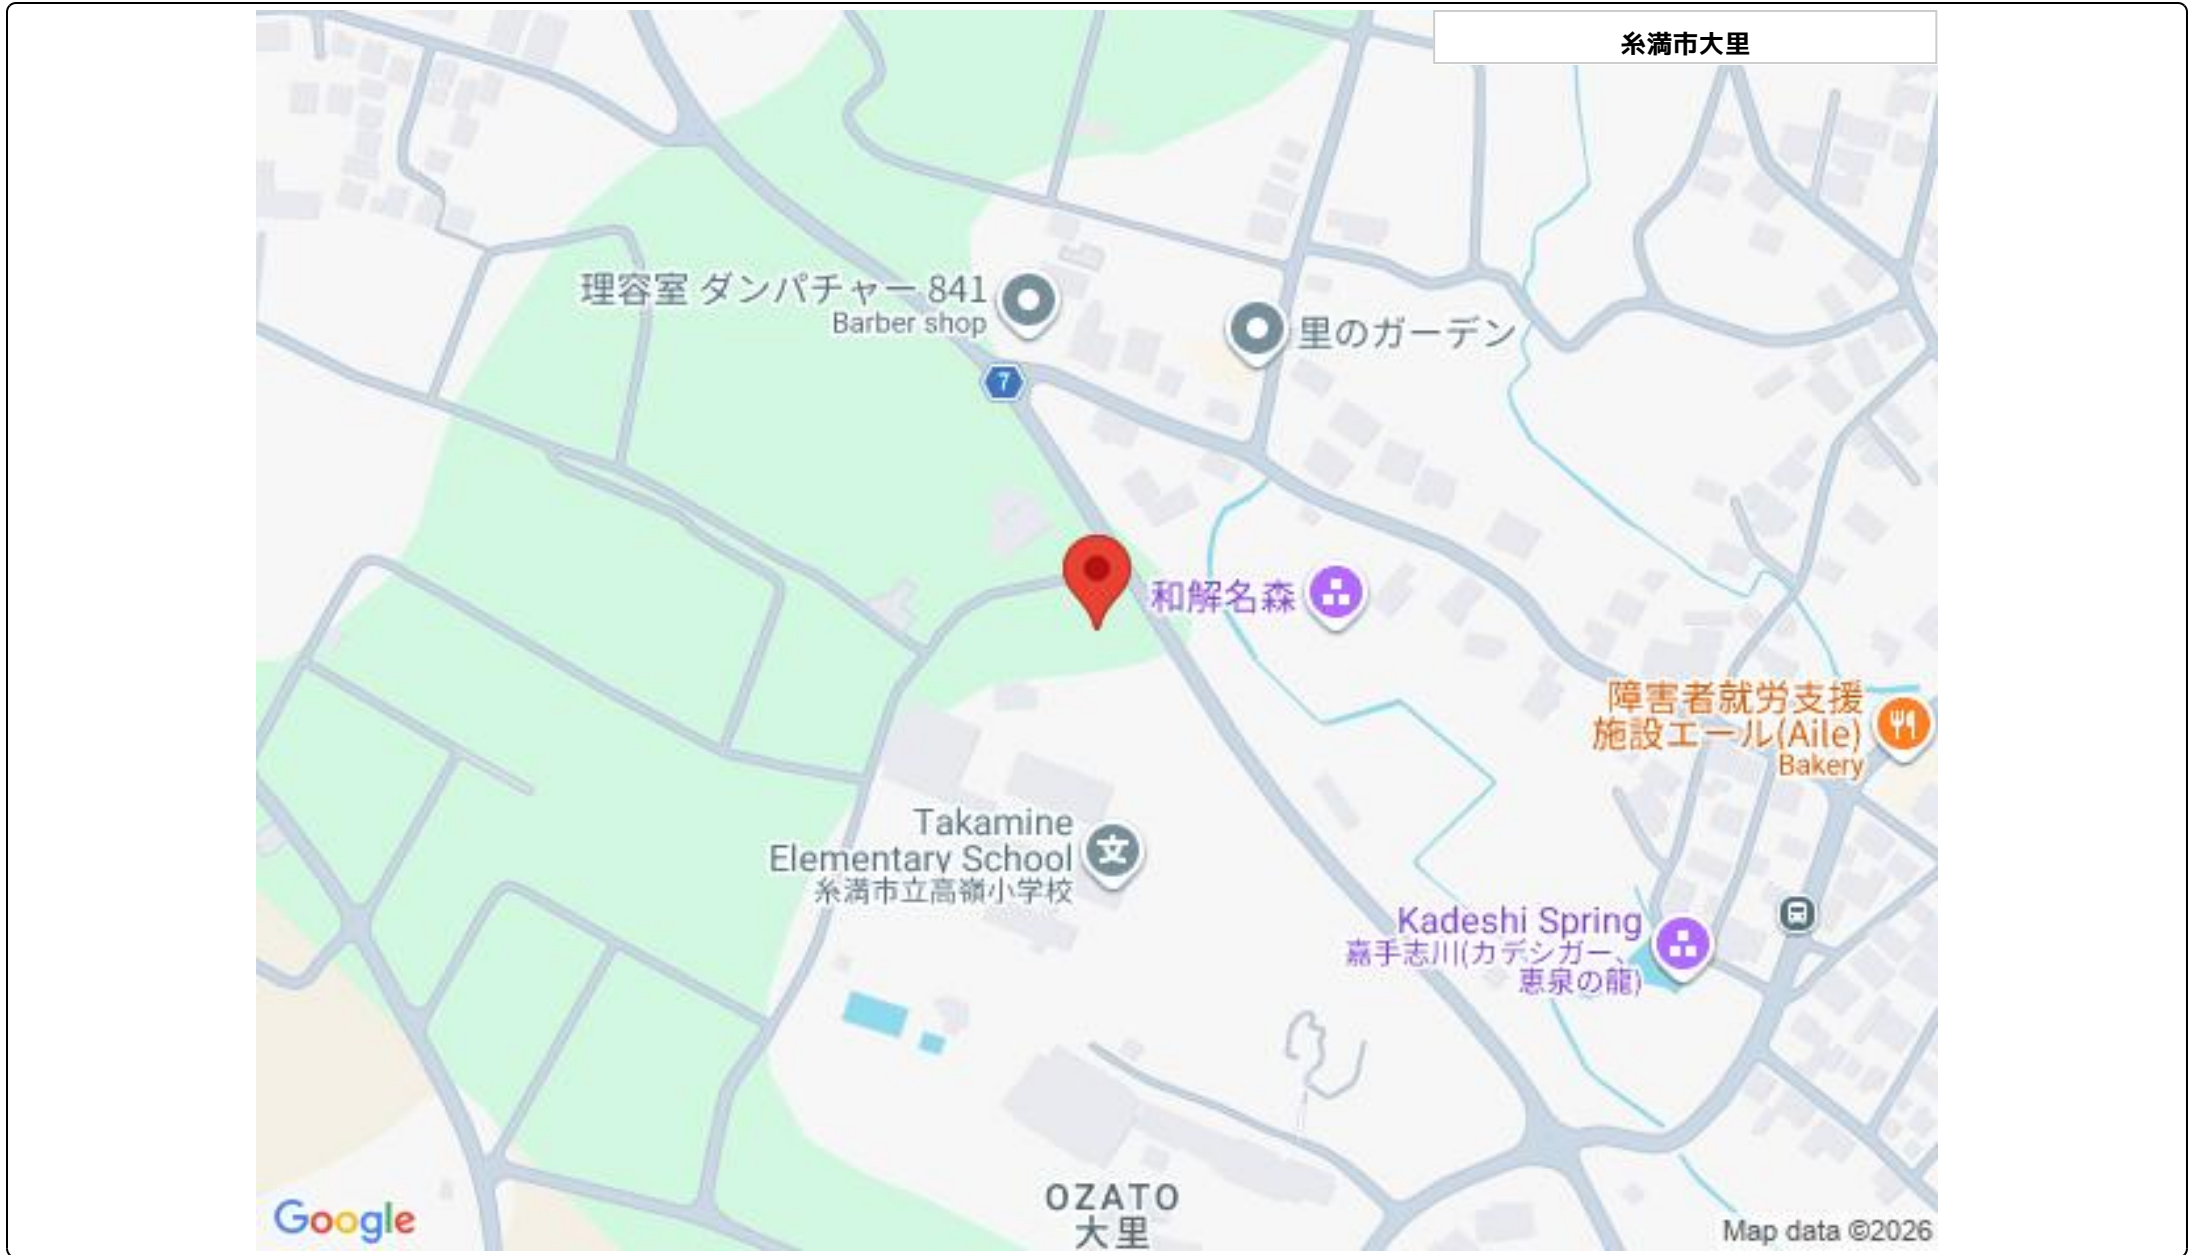 糸満市大里
理容室 ダンパチャー 841
Barber shop
里のガーデン
7
和解名森
障害者就労支援
施設エール(Aile)
Bakery
Takamine
Elementary School
糸満市立高嶺小学校
文
Kadeshi Spring
嘉手志川(カデシガー、
恵泉の龍)
OZATO
大里
Google
Map data ©2026